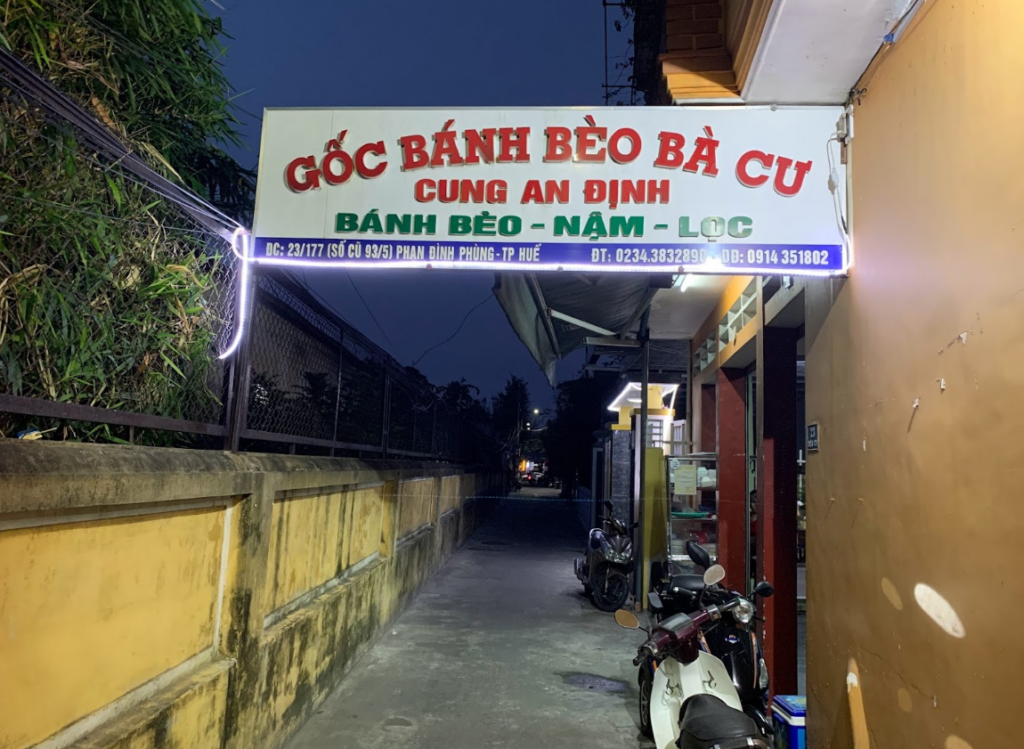 GỐC BÁNH BÈO BÀ CƯ
CUNG AN ĐỊNH
BÁNH BÈO - NẬM - LỌC
ĐC: 23/177 (SỐ CŨ 93/5) PHAN ĐÌNH PHÙNG - TP HUẾ ĐT: 0234.3832890 - DĐ: 0914 351802